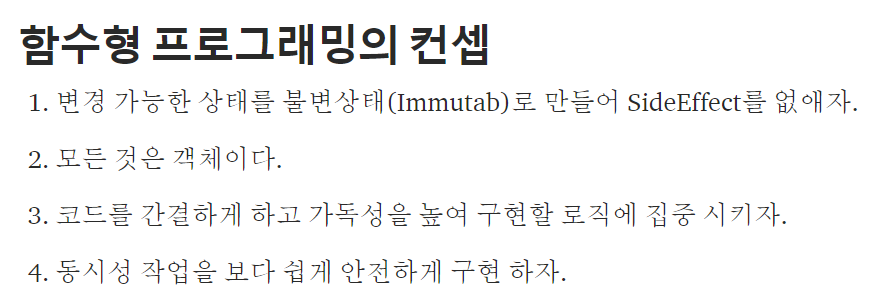 함수형 프로그래밍의 컨셉
1. 변경 가능한 상태를 불변상태(Immutab)로 만들어 SideEffect를 없애자.
2. 모든 것은 객체이다.
3. 코드를 간결하게 하고 가독성을 높여 구현할 로직에 집중 시키자.
4. 동시성 작업을 보다 쉽게 안전하게 구현 하자.